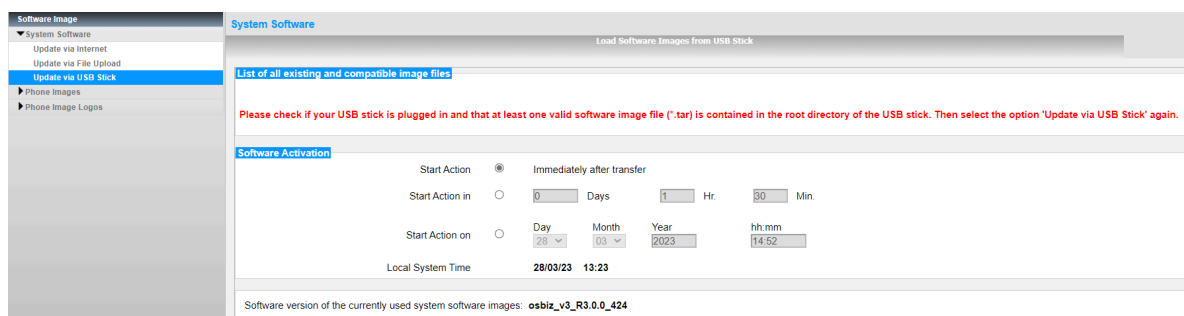 Software Image
System Software
Update via Internet
Update via File Upload
Update via USB Stick
Phone Images
Phone Image Logos
System Software
Load Software Images from USB Stick
List of all existing and compatible image files
Please check if your USB stick is plugged in and that at least one valid software image file (*.tar) is contained in the root directory of the USB stick. Then select the option 'Update via USB Stick' again.
Software Activation
Start Action Immediately after transfer
Start Action in 0 Days 1 Hr. 30 Min.
Day Month Year hh:mm
Start Action on 28 03 2023 14:52
Local System Time 28/03/23 13:23
Software version of the currently used system software images: osbiz_v3_R3.0.0_424